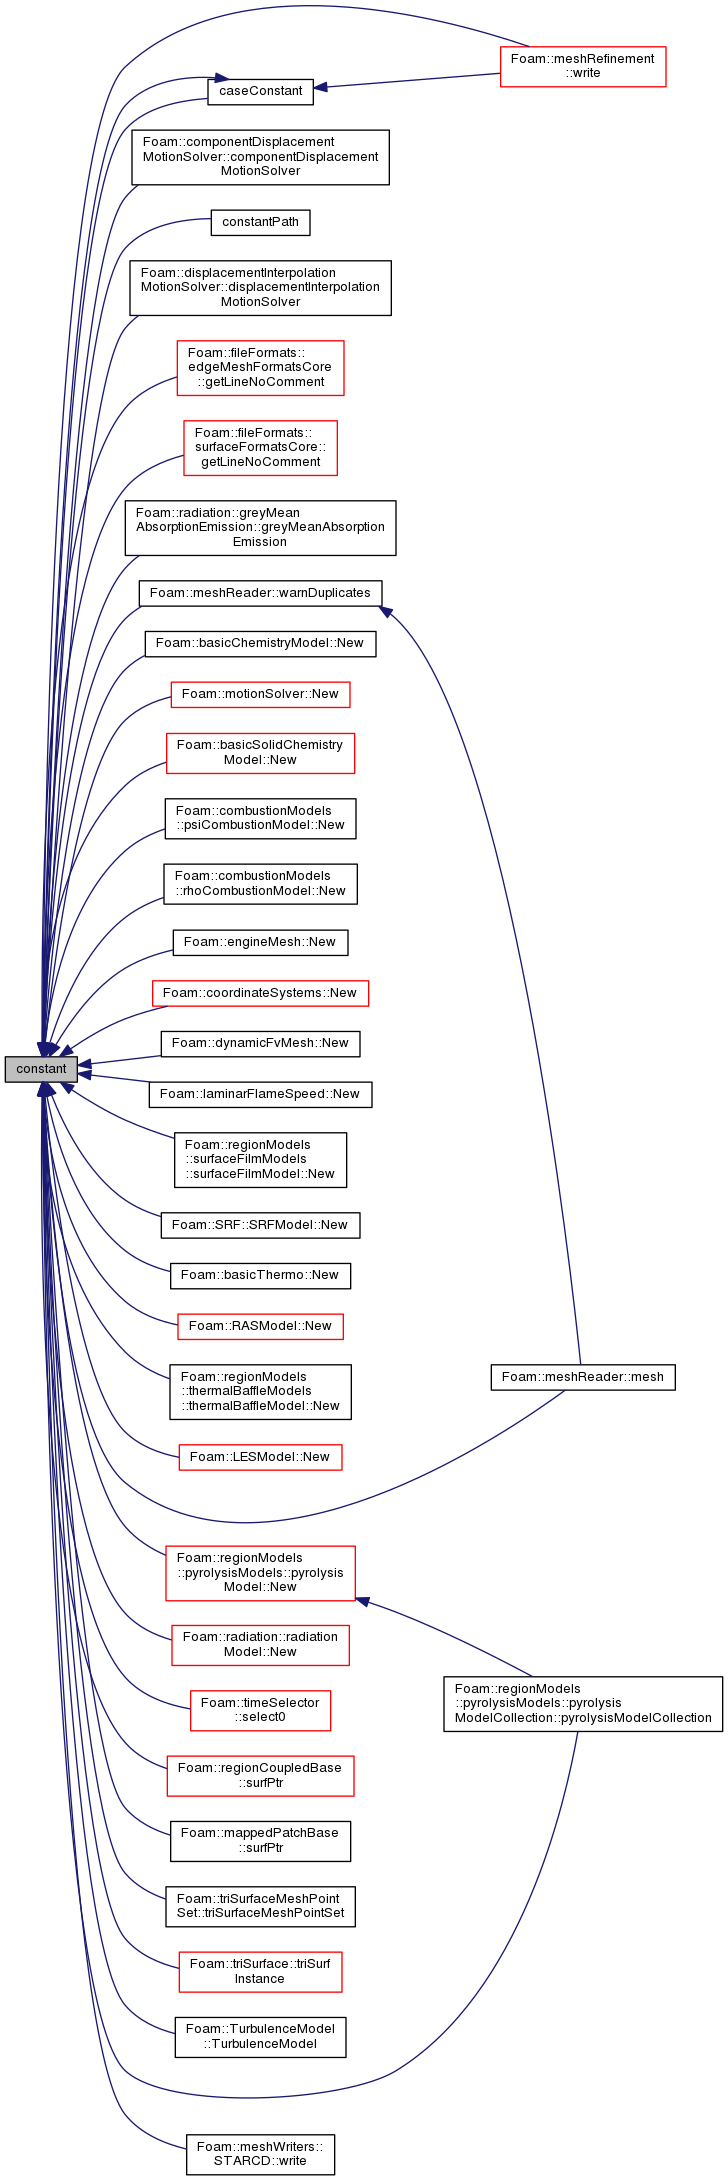 Foam::meshRefinement
::write
caseConstant
Foam::componentDisplacement
MotionSolver::componentDisplacement
MotionSolver
constantPath
Foam::displacementInterpolation
MotionSolver::displacementInterpolation
MotionSolver
Foam::fileFormats::
edgeMeshFormatsCore
::getLineNoComment
Foam::fileFormats::
surfaceFormatsCore::
getLineNoComment
Foam::radiation::greyMean
AbsorptionEmission::greyMeanAbsorption
Emission
Foam::meshReader::warnDuplicates
Foam::basicChemistryModel::New
Foam::motionSolver::New
Foam::basicSolidChemistry
Model::New
Foam::combustionModels
::psiCombustionModel::New
Foam::combustionModels
::rhoCombustionModel::New
Foam::engineMesh::New
Foam::coordinateSystems::New
Foam::dynamicFvMesh::New
constant
Foam::laminarFlameSpeed::New
Foam::regionModels
::surfaceFilmModels
::surfaceFilmModel::New
Foam::SRF::SRFModel::New
Foam::basicThermo::New
Foam::RASModel::New
Foam::regionModels
::thermalBaffleModels
::thermalBaffleModel::New
Foam::meshReader::mesh
Foam::LESModel::New
Foam::regionModels
::pyrolysisModels::pyrolysis
Model::New
Foam::radiation::radiation
Model::New
Foam::regionModels
::pyrolysisModels::pyrolysis
ModelCollection::pyrolysisModelCollection
Foam::timeSelector
::select0
Foam::regionCoupledBase
::surfPtr
Foam::mappedPatchBase
::surfPtr
Foam::triSurfaceMeshPoint
Set::triSurfaceMeshPointSet
Foam::triSurface::triSurf
Instance
Foam::TurbulenceModel
::TurbulenceModel
Foam::meshWriters::
STARCD::write